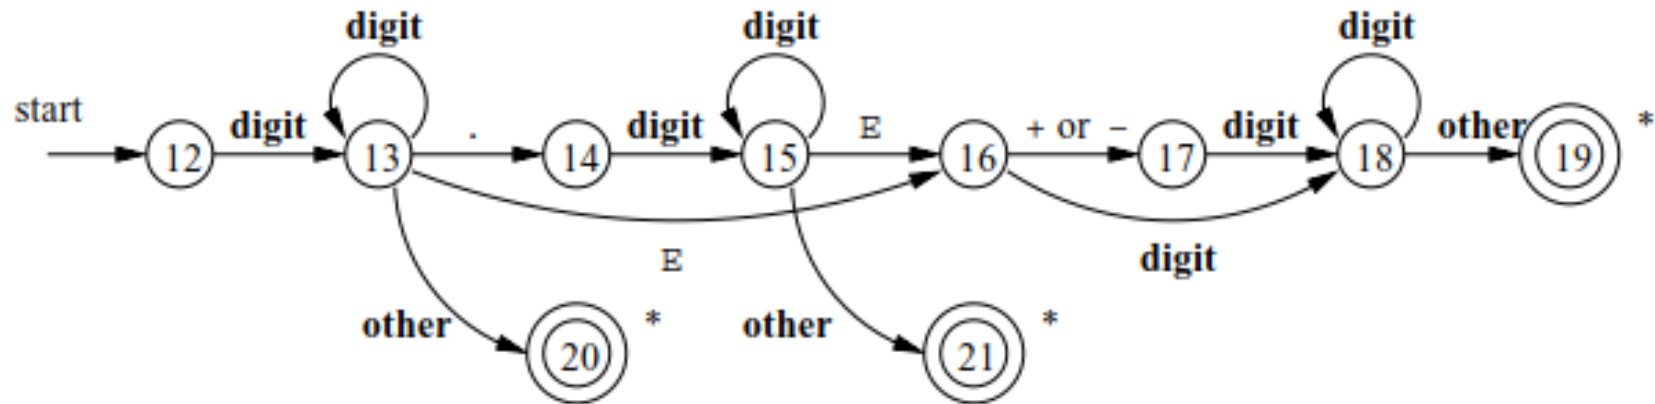 digit digit digit
start
digit . digit E + or - digit other *
12 13 14 15 16 17 18 19
E digit
other * other *
20 21